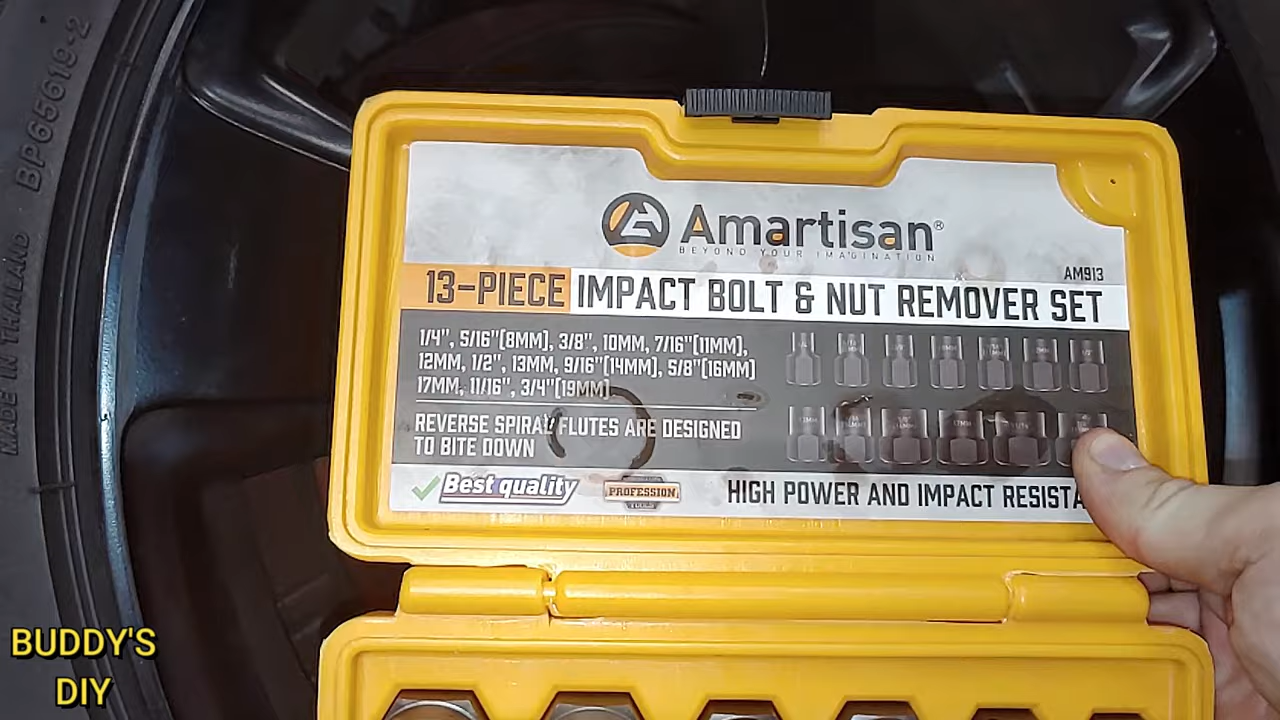 BP65619-2
MADE IN THAILAND
Amartisan®
BEYOND YOUR IMAGINATION
AM913
13-PIECE IMPACT BOLT & NUT REMOVER SET
1/4", 5/16"(8MM), 3/8", 10MM, 7/16"(11MM),
12MM, 1/2", 13MM, 9/16"(14MM), 5/8"(16MM)
17MM, 11/16", 3/4"(19MM)
REVERSE SPIRAL FLUTES ARE DESIGNED
TO BITE DOWN
Best quality
PROFESSION
TOOLS
HIGH POWER AND IMPACT RESISTA
BUDDY'S
DIY